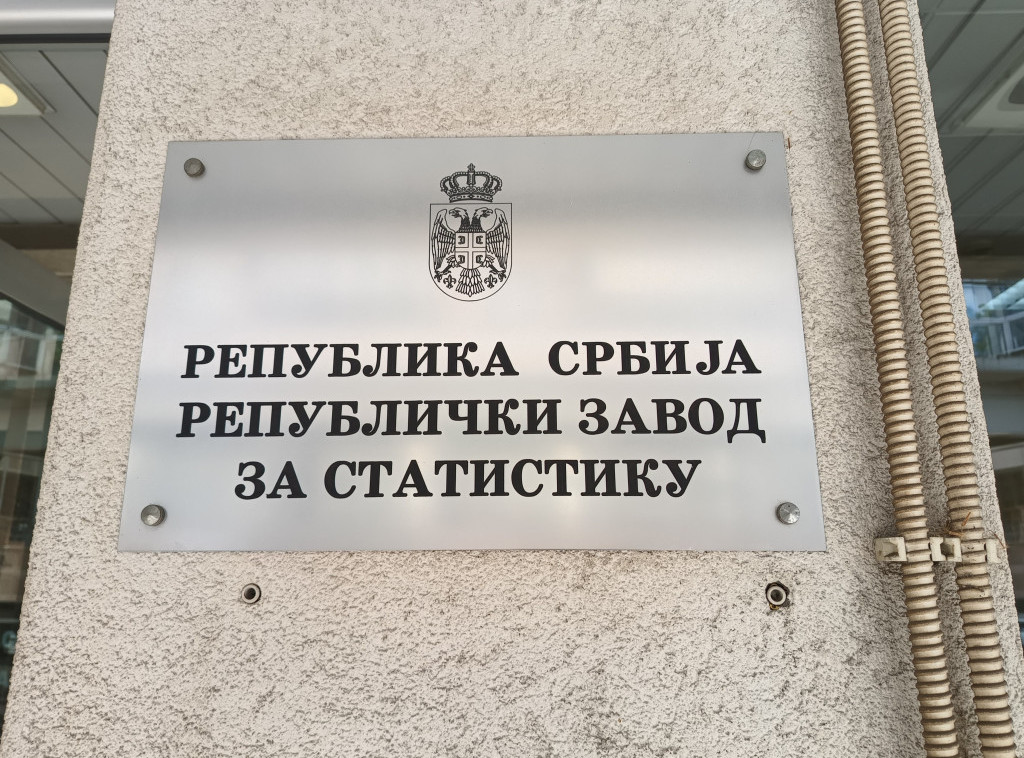 РЕПУБЛИКА СРБИЈА
РЕПУБЛИЧКИ ЗАВОД
ЗА СТАТИСТИКУ